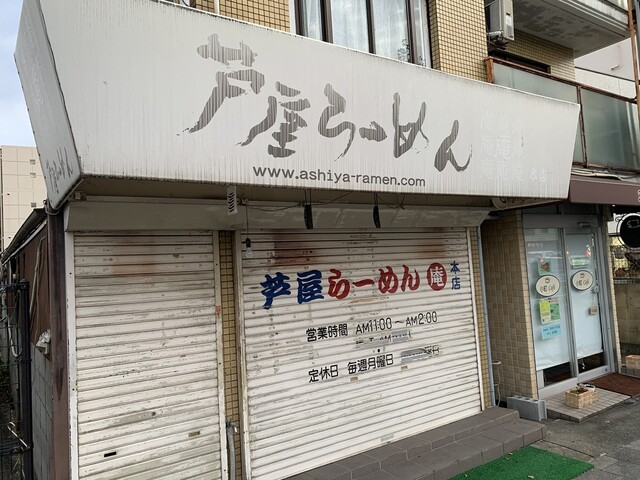 芦屋らーめん
www.ashiya-ramen.com
芦屋らーめん庵 本店
営業時間 AM11:00～AM2:00
定休日 毎週月曜日